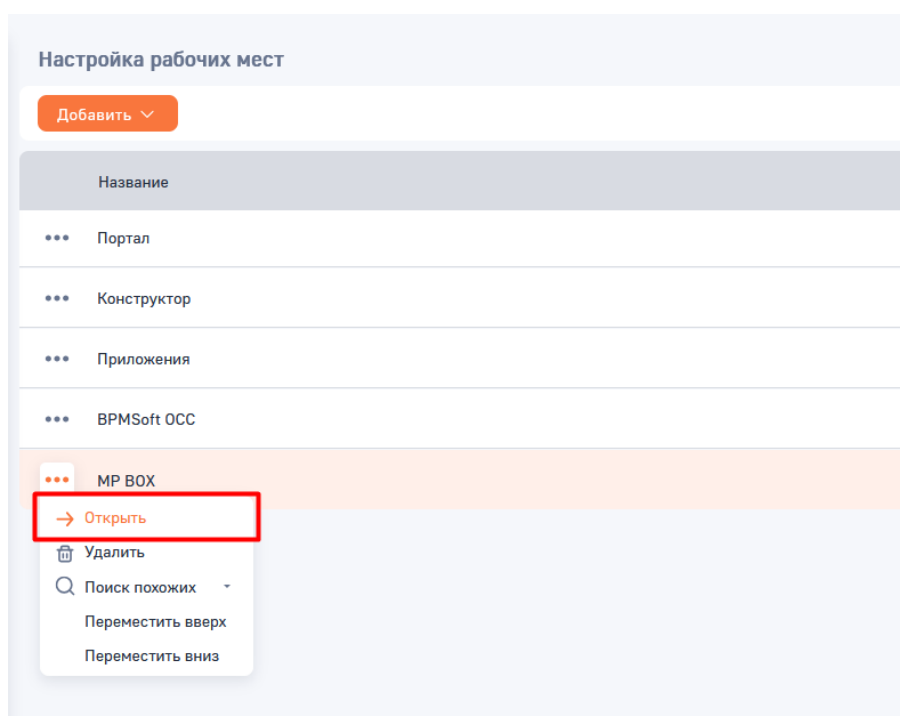 Настройка рабочих мест
Добавить
Название
Портал
Конструктор
Приложения
BPMSoft OCC
MP BOX
Открыть
Удалить
Поиск похожих
Переместить вверх
Переместить вниз